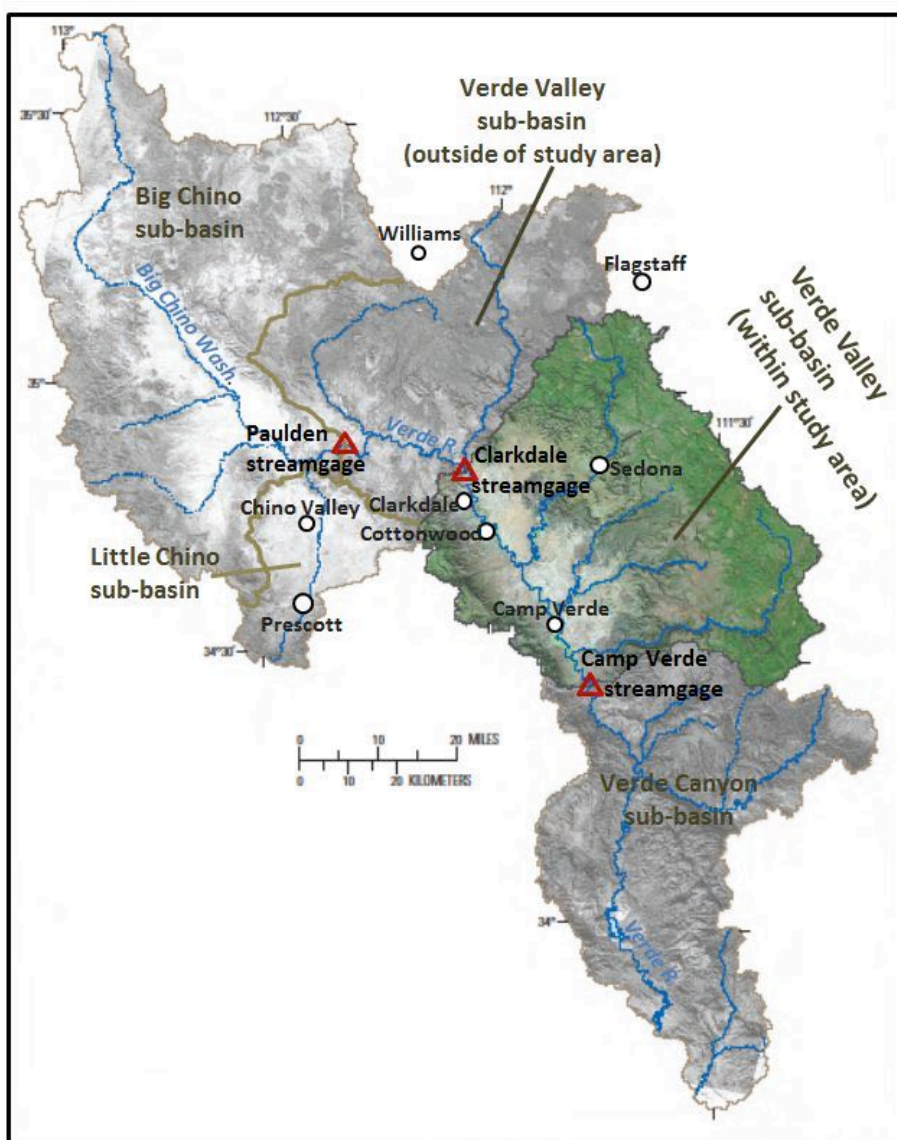 113°
35°30'
112°30'
Verde Valley
sub-basin
(outside of study area)
112°
Big Chino
sub-basin
Williams
Flagstaff
Verde Valley
sub-basin
(within study area)
Big Chino Wash.
35°
111°30'
Paulden
streamgage
Verde R.
Clarkdale
streamgage
Sedona
Chino Valley
Clarkdale
Cottonwood
Little Chino
sub-basin
Prescott
Camp Verde
34°30'
Camp Verde
streamgage
0 10 20 MILES
0 10 20 KILOMETERS
Verde Canyon
sub-basin
34°
Verde R